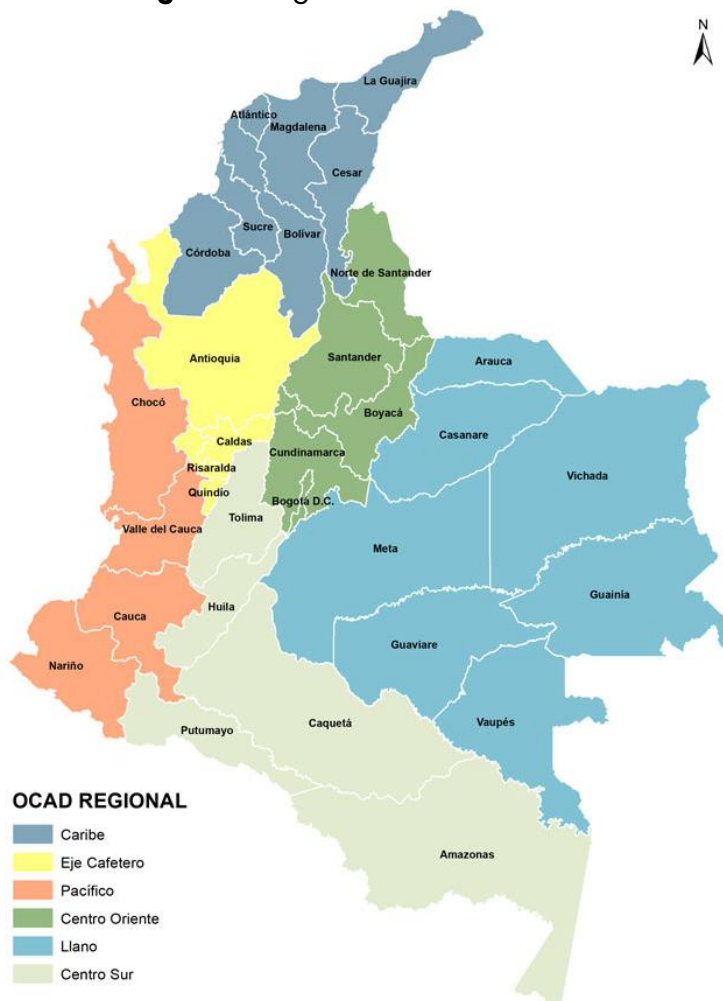 N
La Guajira
Atlántico
Magdalena
Cesar
Sucre
Bolívar
Córdoba
Norte de Santander
Antioquia
Santander
Arauca
Chocó
Boyacá
Caldas
Cundinamarca
Casanare
Risaralda
Vichada
Quindío
Bogotá D.C.
Tolima
Valle del Cauca
Meta
Guainía
Huila
Cauca
Guaviare
Nariño
Caquetá
Vaupés
Putumayo
Amazonas
OCAD REGIONAL
Caribe
Eje Cafetero
Pacífico
Centro Oriente
Llano
Centro Sur